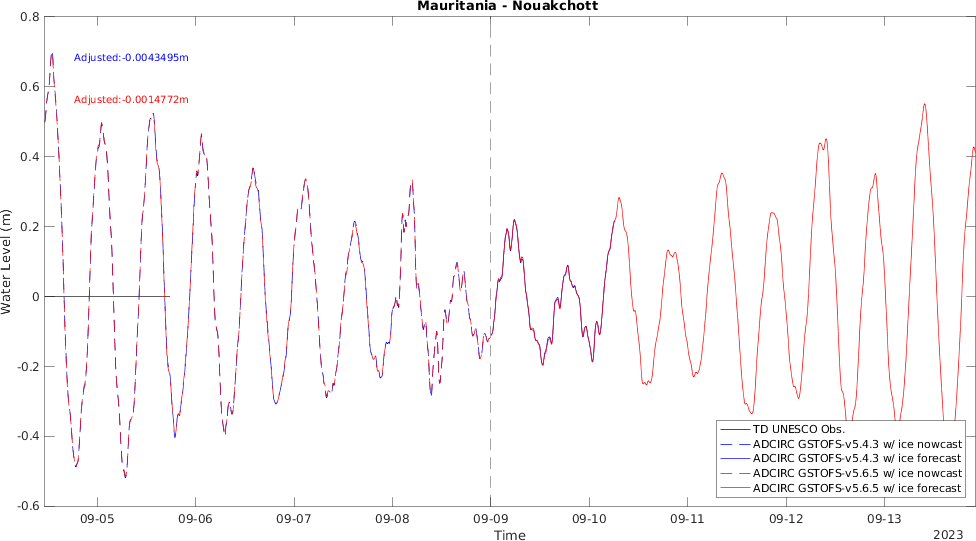 Mauritania - Nouakchott
0.8
0.6
0.4
0.2
0
-0.2
-0.4
-0.6
Water Level (m)
Adjusted:-0.0043495m
Adjusted:-0.0014772m
TD UNESCO Obs.
ADCIRC GSTOFS-v5.4.3 w/ ice nowcast
ADCIRC GSTOFS-v5.4.3 w/ ice forecast
ADCIRC GSTOFS-v5.6.5 w/ ice nowcast
ADCIRC GSTOFS-v5.6.5 w/ ice forecast
09-05 09-06 09-07 09-08 09-09 09-10 09-11 09-12 09-13
Time
2023